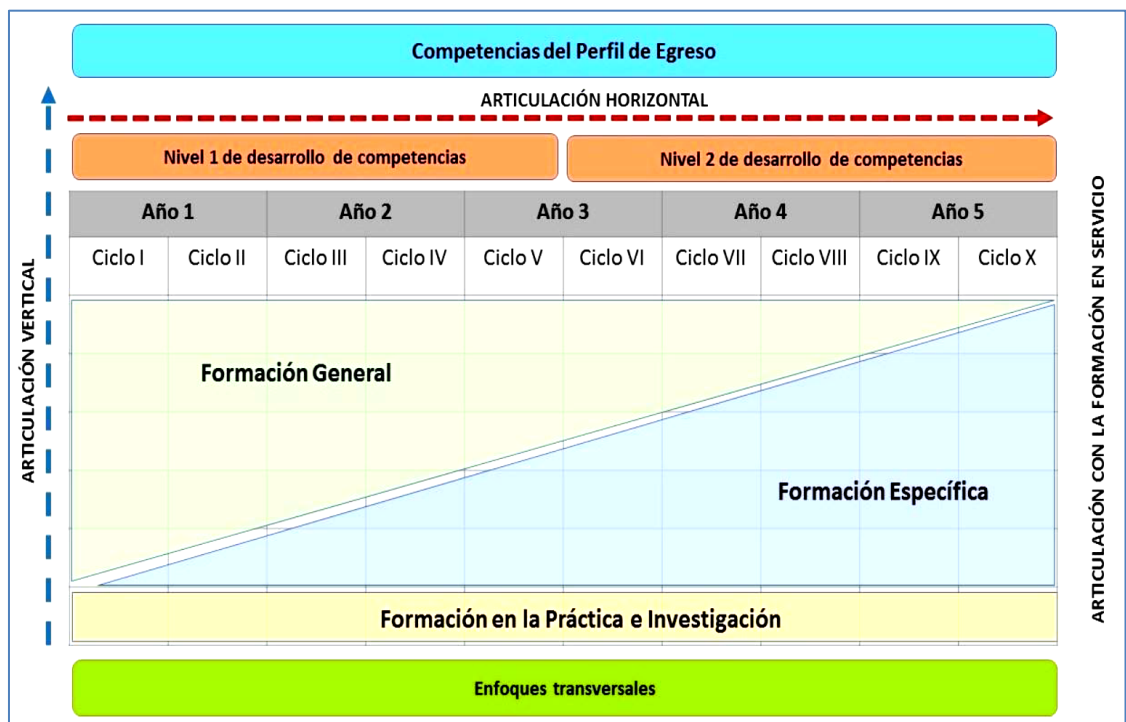 Competencias del Perfil de Egreso
ARTICULACIÓN HORIZONTAL
Nivel 1 de desarrollo de competencias
Nivel 2 de desarrollo de competencias
Año 1
Año 2
Año 3
Año 4
Año 5
Ciclo I
Ciclo II
Ciclo III
Ciclo IV
Ciclo V
Ciclo VI
Ciclo VII
Ciclo VIII
Ciclo IX
Ciclo X
ARTICULACIÓN VERTICAL
Formación General
Formación Específica
ARTICULACIÓN CON LA FORMACIÓN EN SERVICIO
Formación en la Práctica e Investigación
Enfoques transversales